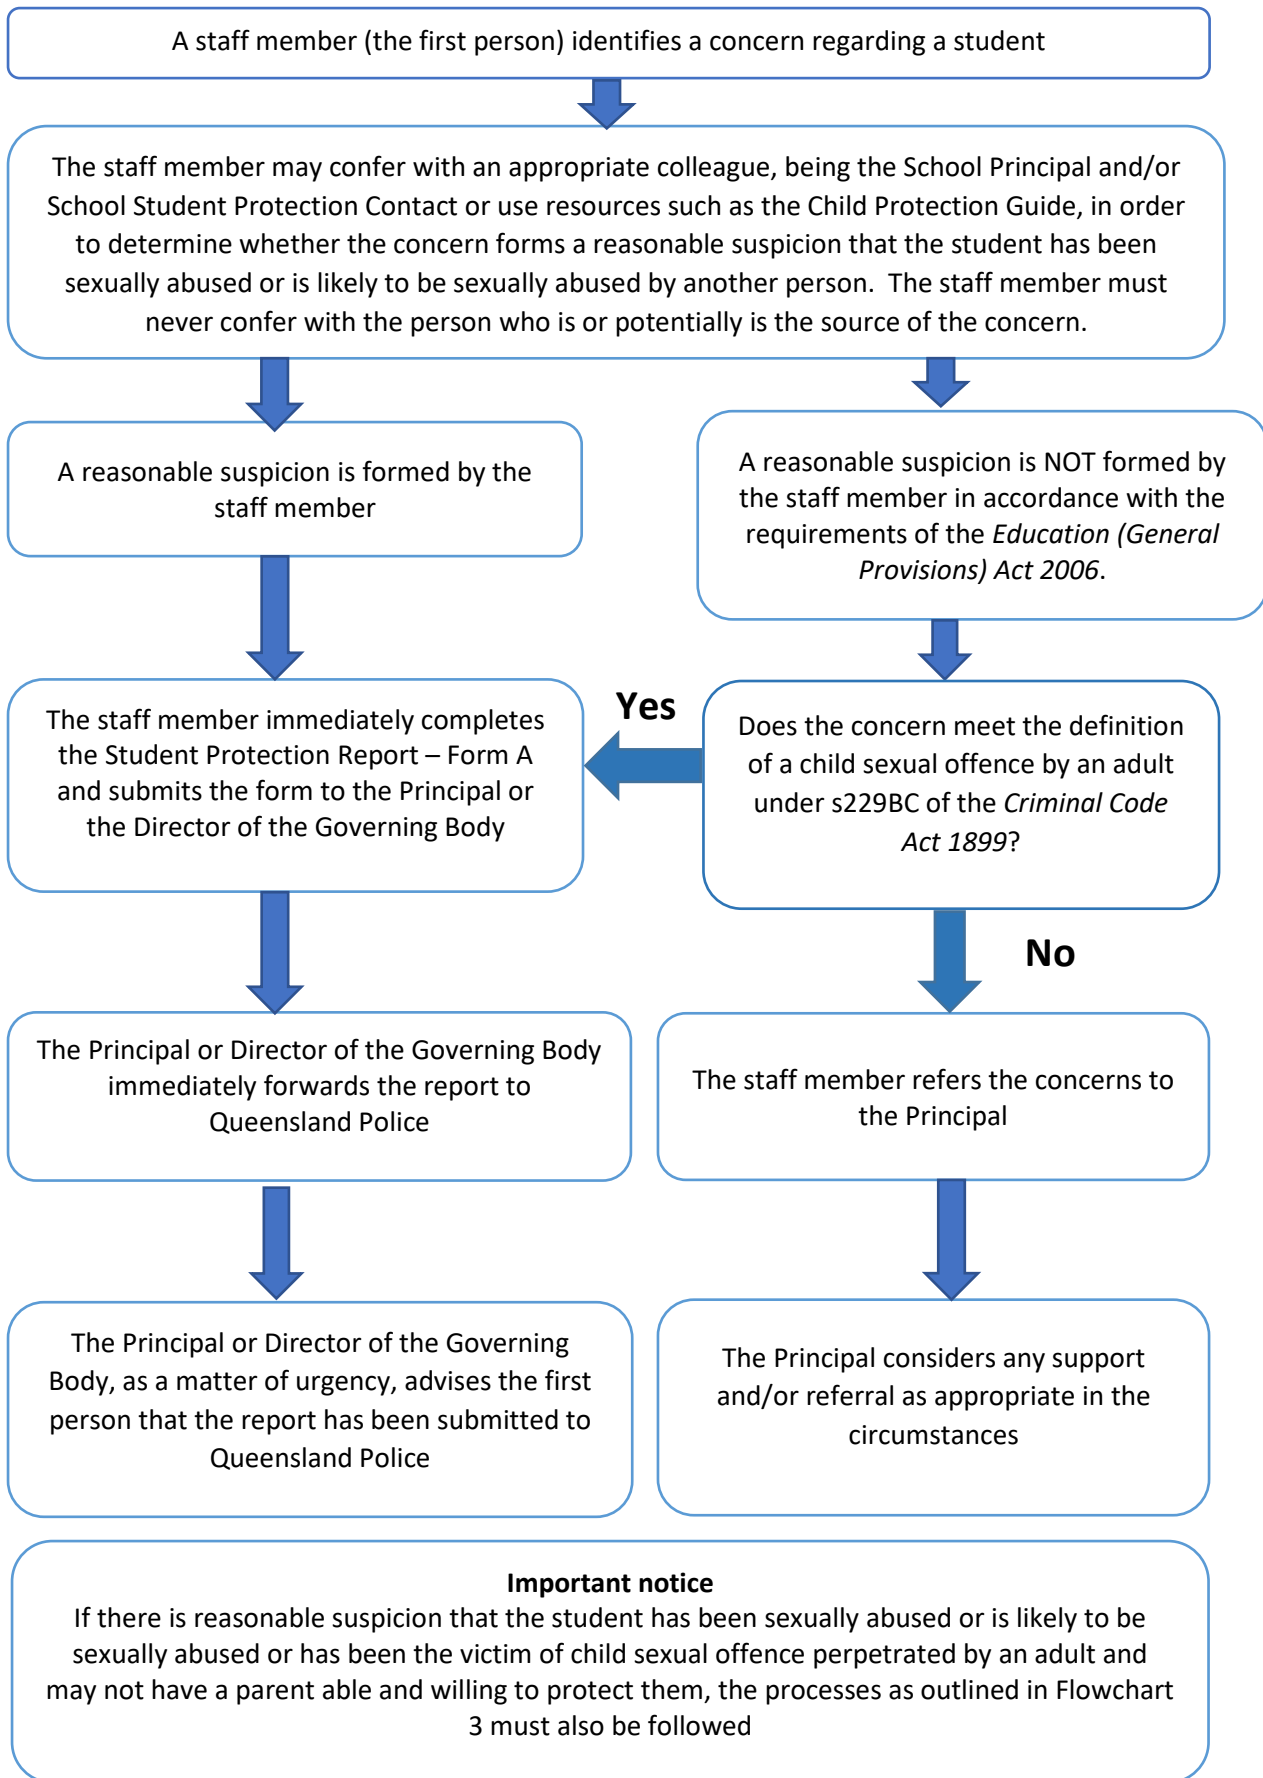 A staff member (the first person) identifies a concern regarding a student
The staff member may confer with an appropriate colleague, being the School Principal and/or
School Student Protection Contact or use resources such as the Child Protection Guide, in order
to determine whether the concern forms a reasonable suspicion that the student has been
sexually abused or is likely to be sexually abused by another person.  The staff member must
never confer with the person who is or potentially is the source of the concern.
A reasonable suspicion is formed by the
staff member
A reasonable suspicion is NOT formed by
the staff member in accordance with the
requirements of the Education (General
Provisions) Act 2006.
The staff member immediately completes
the Student Protection Report – Form A
and submits the form to the Principal or
the Director of the Governing Body
Yes
Does the concern meet the definition
of a child sexual offence by an adult
under s229BC of the Criminal Code
Act 1899?
No
The Principal or Director of the Governing Body
immediately forwards the report to
Queensland Police
The staff member refers the concerns to
the Principal
The Principal or Director of the Governing
Body, as a matter of urgency, advises the first
person that the report has been submitted to
Queensland Police
The Principal considers any support
and/or referral as appropriate in the
circumstances
Important notice
If there is reasonable suspicion that the student has been sexually abused or is likely to be
sexually abused or has been the victim of child sexual offence perpetrated by an adult and
may not have a parent able and willing to protect them, the processes as outlined in Flowchart
3 must also be followed